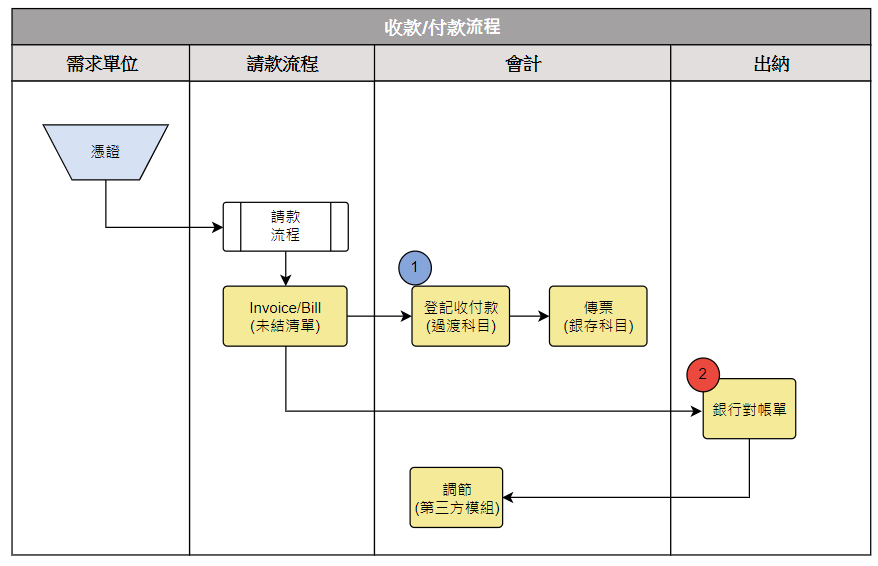 收款/付款流程
需求單位
請款流程
會計
出納
憑證
請款
流程
1
Invoice/Bill
(未結清單)
登記收付款
(過渡科目)
傳票
(銀存科目)
2
銀行對帳單
調節
(第三方模組)